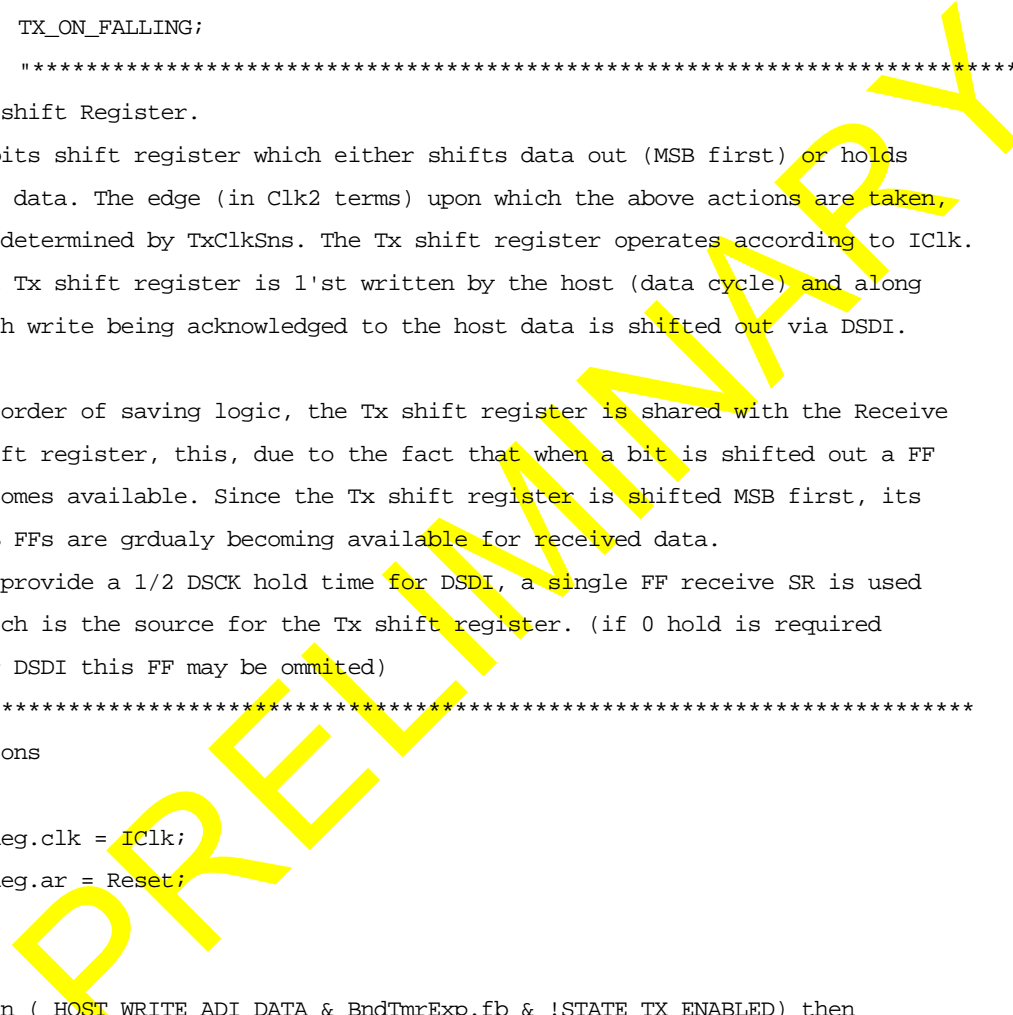 TX_ON_FALLING;
"**************************************************************************
shift Register.
its shift register which either shifts data out (MSB first) or holds
data. The edge (in Clk2 terms) upon which the above actions are taken,
determined by TxClkSns. The Tx shift register operates according to IClk.
Tx shift register is 1'st written by the host (data cycle) and along
h write being acknowledged to the host data is shifted out via DSDI.
order of saving logic, the Tx shift register is shared with the Receive
ft register, this, due to the fact that when a bit is shifted out a FF
omes available. Since the Tx shift register is shifted MSB first, its
FFs are grdualy becoming available for received data.
provide a 1/2 DSCK hold time for DSDI, a single FF receive SR is used
ch is the source for the Tx shift register. (if 0 hold is required
DSDI this FF may be ommited)
*************************************************************************
ons
eg.clk = IClk;
eg.ar = Reset;
n ( HOST_WRITE_ADI_DATA & BndTmrExp.fb & !STATE_TX_ENABLED) then
PRELIMINARY